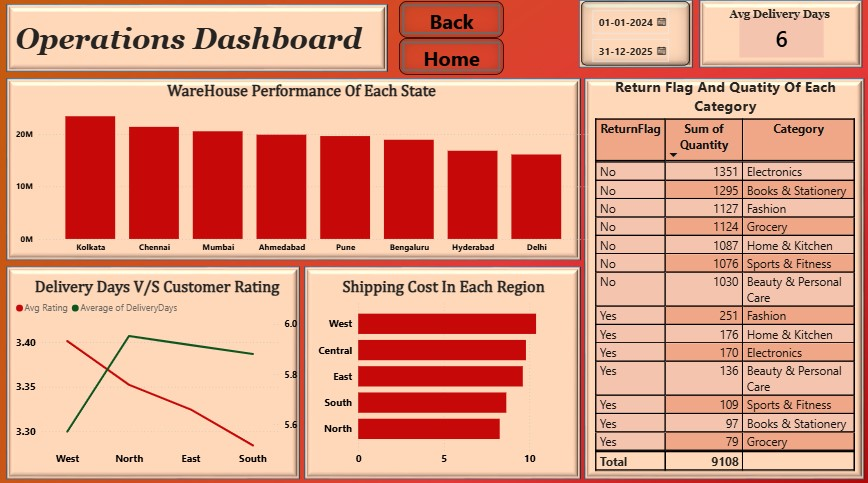 Operations Dashboard
Back
Home
01-01-2024
31-12-2025
Avg Delivery Days
6
WareHouse Performance Of Each State
20M
10M
0M
Kolkata Chennai Mumbai Ahmedabad Pune Bengaluru Hyderabad Delhi
Delivery Days V/S Customer Rating
Avg Rating Average of DeliveryDays
3.40
3.35
3.30
6.0
5.8
5.6
West North East South
Shipping Cost In Each Region
West
Central
East
South
North
0 5 10
Return Flag And Quatity Of Each
Category
ReturnFlag Sum of Category
Quantity
No 1351 Electronics
No 1295 Books & Stationery
No 1127 Fashion
No 1124 Grocery
No 1087 Home & Kitchen
No 1076 Sports & Fitness
No 1030 Beauty & Personal
Care
Yes 251 Fashion
Yes 176 Home & Kitchen
Yes 170 Electronics
Yes 136 Beauty & Personal
Care
Yes 109 Sports & Fitness
Yes 97 Books & Stationery
Yes 79 Grocery
Total 9108